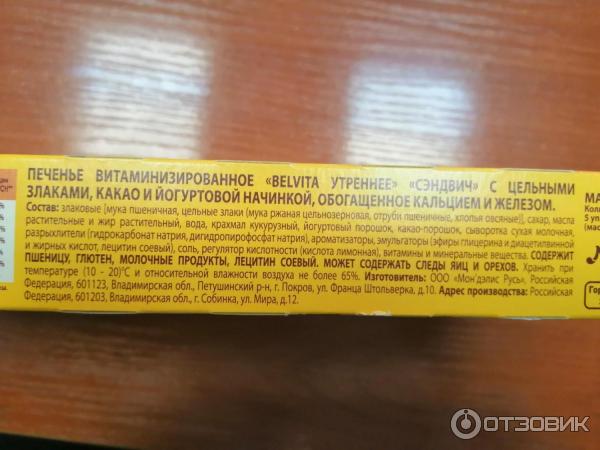 ПЕЧЕНЬЕ ВИТАМИНИЗИРОВАННОЕ «BELVITA УТРЕННЕЕ» «СЭНДВИЧ» С ЦЕЛЬНЫМИ
ЗЛАКАМИ, КАКАО И ЙОГУРТОВОЙ НАЧИНКОЙ, ОБОГАЩЕННОЕ КАЛЬЦИЕМ И ЖЕЛЕЗОМ.
Состав: злаковые [мука пшеничная, цельные злаки (мука ржаная цельнозерновая, отруби пшеничные, хлопья овсяные)], сахар, масла
растительные и жир растительный, вода, крахмал кукурузный, йогуртовый порошок, какао-порошок, сыворотка сухая молочная,
разрыхлители (гидрокарбонат натрия, дигидропирофосфат натрия), ароматизаторы, эмульгаторы (эфиры глицерина и диацетилвинной
и жирных кислот, лецитин соевый), соль, регулятор кислотности (кислота лимонная), витамины и минеральные вещества. СОДЕРЖИТ
ПШЕНИЦУ, ГЛЮТЕН, МОЛОЧНЫЕ ПРОДУКТЫ, ЛЕЦИТИН СОЕВЫЙ. МОЖЕТ СОДЕРЖАТЬ СЛЕДЫ ЯИЦ И ОРЕХОВ. Хранить при
температуре (10 - 20)°С и относительной влажности воздуха не более 65%. Изготовитель: ООО «Мон'дэлис Русь», Российская
Федерация, 601123, Владимирская обл., Петушинский р-н, г. Покров, ул. Франца Штольверка, д.10. Адрес производства: Российская
Федерация, 601203, Владимирская обл., г. Собинка, ул. Мира, д.12.
МА
5 у
(мас
Гор
ОТЗОВИК